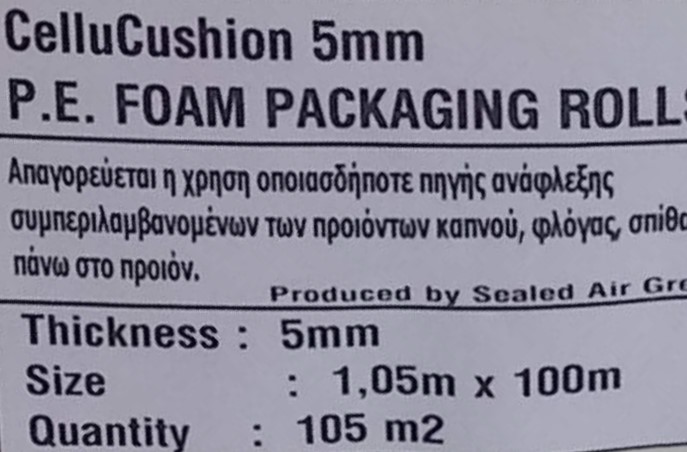 CelluCushion 5mm
P.E. FOAM PACKAGING ROLLS
Απαγορεύεται η χρηση οποιασδήποτε πηγής ανάφλεξης
συμπεριλαμβανομένων των προιόντων καπνού, φλόγας,
πάνω στο προιόν.
Produced by Sealed Air
Thickness : 5mm
Size : 1,05m x 100m
Quantity : 105 m2